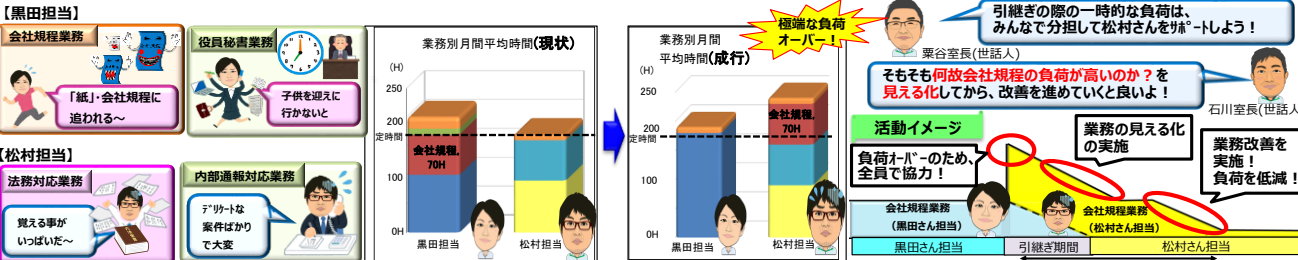 【黒田担当】
会社規程業務
「紙」・会社規程に
追われる～
役員秘書業務
子供を迎えに
行かないと
【松村担当】
法務対応業務
覚える事が
いっぱいだ～
内部通報対応業務
ﾃﾞﾘｹｰﾄな
案件ばかり
で大変
業務別月間平均時間(現状)
(H)
250
200
定時間
100
0H
会社規程,
70H
黒田担当
松村担当
業務別月間
平均時間(成行)
極端な負荷
オーバー！
(H)
250
200
定時間
100
0H
会社規程,
70H
黒田担当
松村担当
引継ぎの際の一時的な負荷は、
みんなで分担して松村さんをｻﾎﾟｰﾄしよう！
栗谷室長(世話人)
そもそも何故会社規程の負荷が高いのか？を
見える化してから、改善を進めていくと良いよ！
石川室長(世話人)
活動イメージ
負荷ｵｰﾊﾞｰのため、
全員で協力！
業務の見える化
の実施
業務改善を
実施！
負荷を低減！
会社規程業務
（黒田さん担当）
会社規程業務
（松村さん担当）
黒田さん担当
引継ぎ期間
松村さん担当